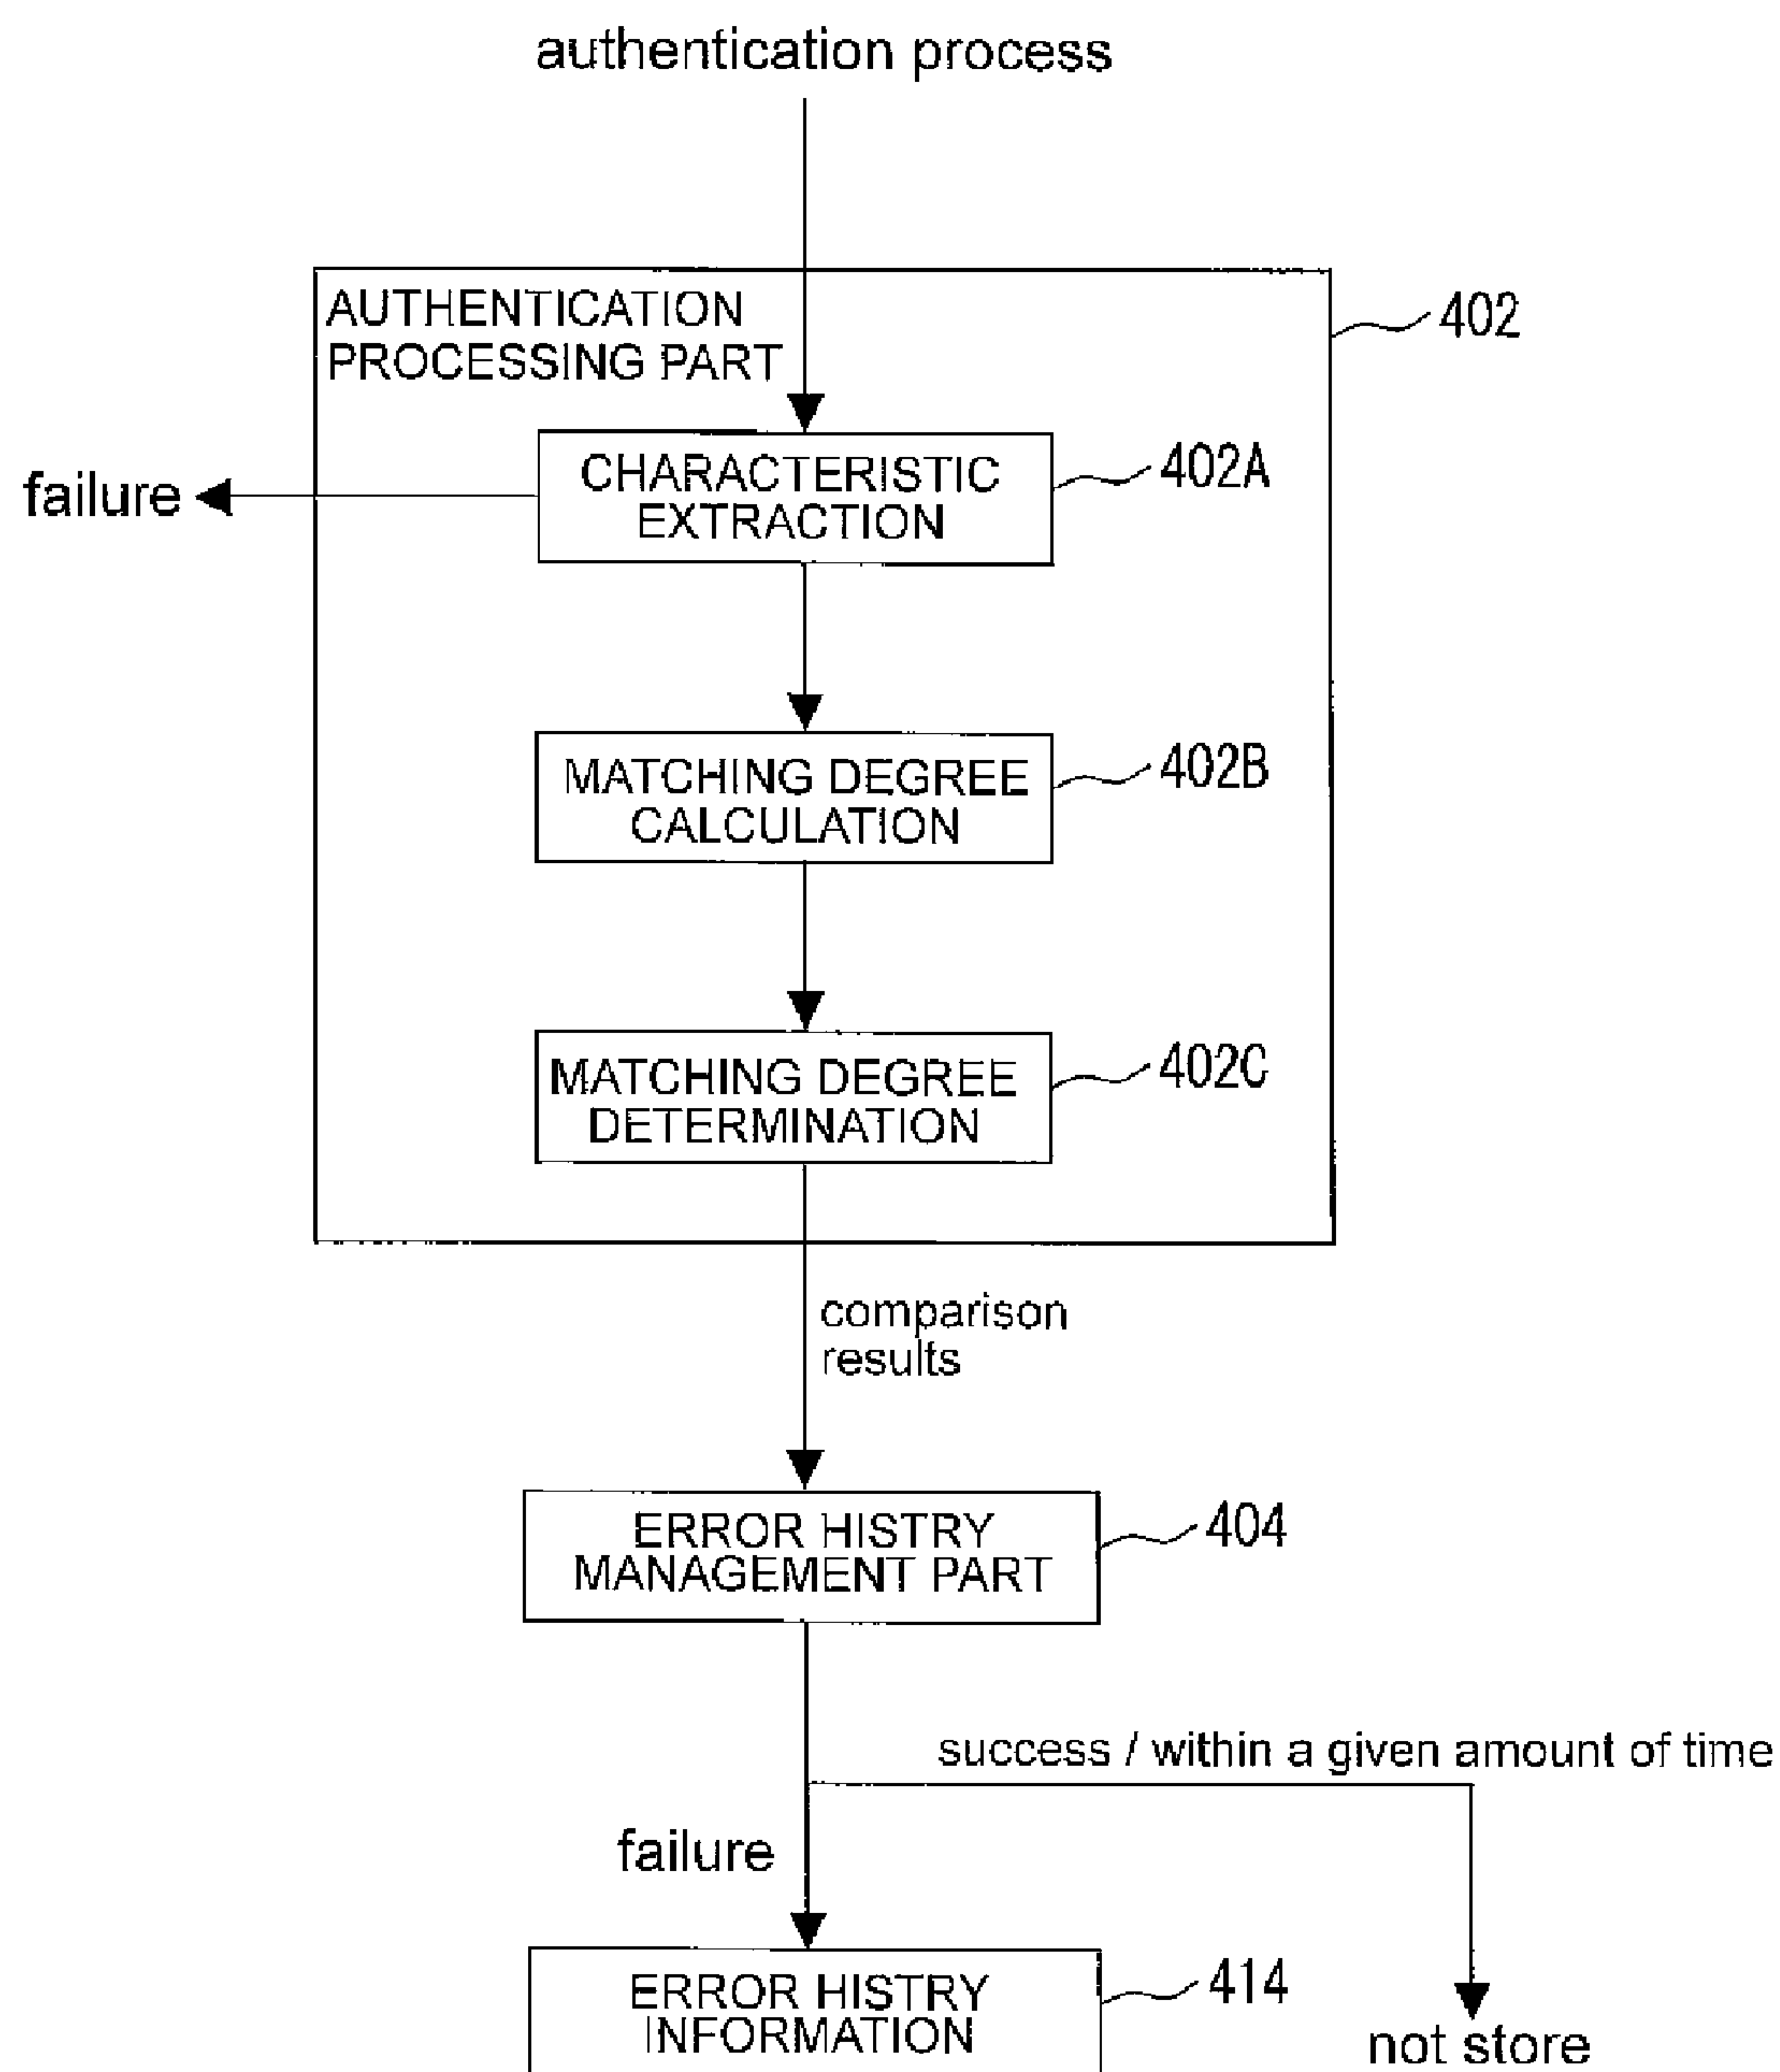 authentication process
AUTHENTICATION
PROCESSING PART
402
CHARACTERISTIC
EXTRACTION
402A
failure
MATCHING DEGREE
CALCULATION
402B
MATCHING DEGREE
DETERMINATION
402C
comparison
results
ERROR HISTRY
MANAGEMENT PART
404
success / within a given amount of time
failure
ERROR HISTRY
INFORMATION
414
not store